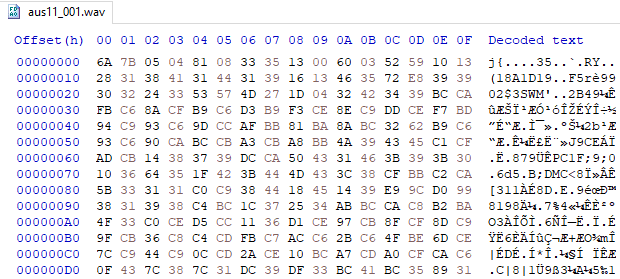 aus11_001.wav
Offset(h) 00 01 02 03 04 05 06 07 08 09 0A 0B 0C 0D 0E 0F Decoded text
00000000 6A 7B 05 04 81 08 33 35 13 00 60 03 52 59 10 13 j{....35..`.RY..
00000010 28 31 38 41 31 44 31 39 16 13 46 35 72 E8 39 39 (18A1D19..F5rè99
00000020 30 32 24 33 53 57 4D 27 1D 04 32 42 34 39 BC CA 02$3SWM'..2B49¼Ê
00000030 FB C6 8A CF B9 C6 D3 B9 F3 CE 8E C9 DD CE F7 BD ûÆŠÏ¹ÆÓ¹óÎŽÉÝÎ÷½
00000040 94 C9 93 C6 9D CC AF BB 81 BA 8A BC 32 62 B9 C6 ”É“Æ.Ì¯».ºŠ¼2b¹Æ
00000050 93 C6 90 CA BC CB A3 CB A8 BB 4A 39 43 45 C1 CF “Æ.Ê¼Ë£Ë¨»J9CEÁÏ
00000060 AD CB 14 38 37 39 DC CA 50 43 31 46 3B 39 3B 30 .Ë.879ÜÊPC1F;9;0
00000070 10 36 64 35 1F 42 3B 44 4D 43 3C 38 CF BB C2 CA .6d5.B;DMC<8Ï»ÂÊ
00000080 5B 33 31 31 C0 C9 38 44 18 45 14 39 E9 9C D0 99 [311ÀÉ8D.E.9éœÐ™
00000090 38 31 39 38 C4 BC 1C 37 25 34 AB BC CA C8 B2 BA 8198Ä¼.7%4«¼ÊÈ²º
000000A0 4F 33 C0 CE D5 CC 11 36 D1 CE 97 CB 8F CF 8D C9 O3ÀÎÕÌ.6ÑÎ—Ë.Ï.É
000000B0 9F CB 36 C8 C4 CD FB C7 AC C6 2B C6 4F BE 6D CE ŸË6ÈÄÍûÇ¬Æ+ÆO¾mÎ
000000C0 7C C9 44 C9 0C CD 2A CE 10 BC A7 CD A0 CF CA C6 |ÉDÉ.Í*Î.¼§Í ÏÊÆ
000000D0 0F 43 7C 38 7C 31 DC 39 DF 33 BC 41 BC 35 89 31 .C|8|1Ü9ß3¼A¼5‰1